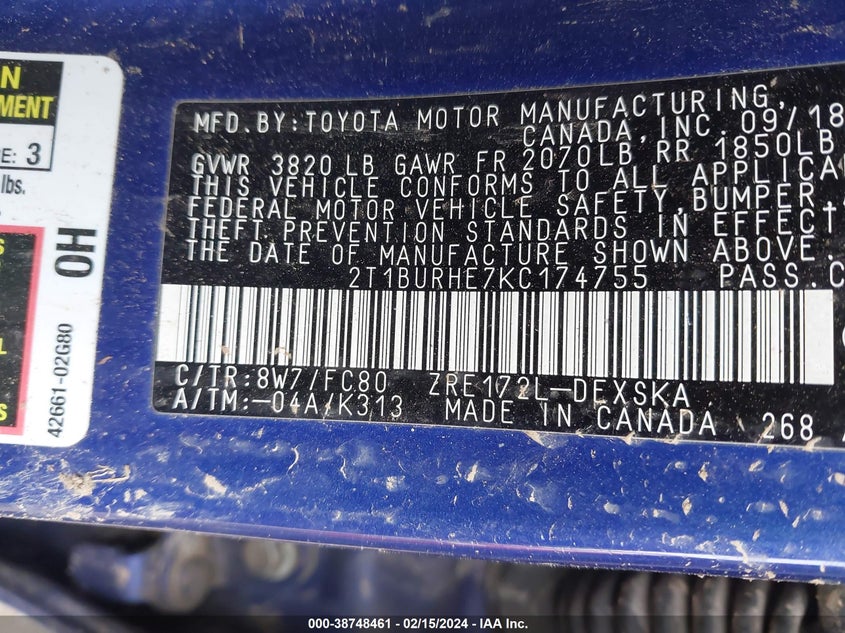 N
MENT
E: 3
lbs.
S
L
S
OH
42661-02G80
MFD.BY:TOYOTA MOTOR MANUFACTURING,
CANADA, INC. 09/18
GVWR 3820 LB GAWR FR 2070LB RR 1850LB
THIS VEHICLE CONFORMS TO ALL APPLICA
FEDERAL MOTOR VEHICLE SAFETY,BUMPER,
THEFT PREVENTION STANDARDS IN EFFECT
THE DATE OF MANUFACTURE SHOWN ABOVE.
2T1BURHE7KC174755 PASS.C
C/TR:8W7/FC80 ZRE172L-DEXSKA
A/TM:-04A/K313 MADE IN CANADA 268
000-38748461 - 02/15/2024 - IAA Inc.